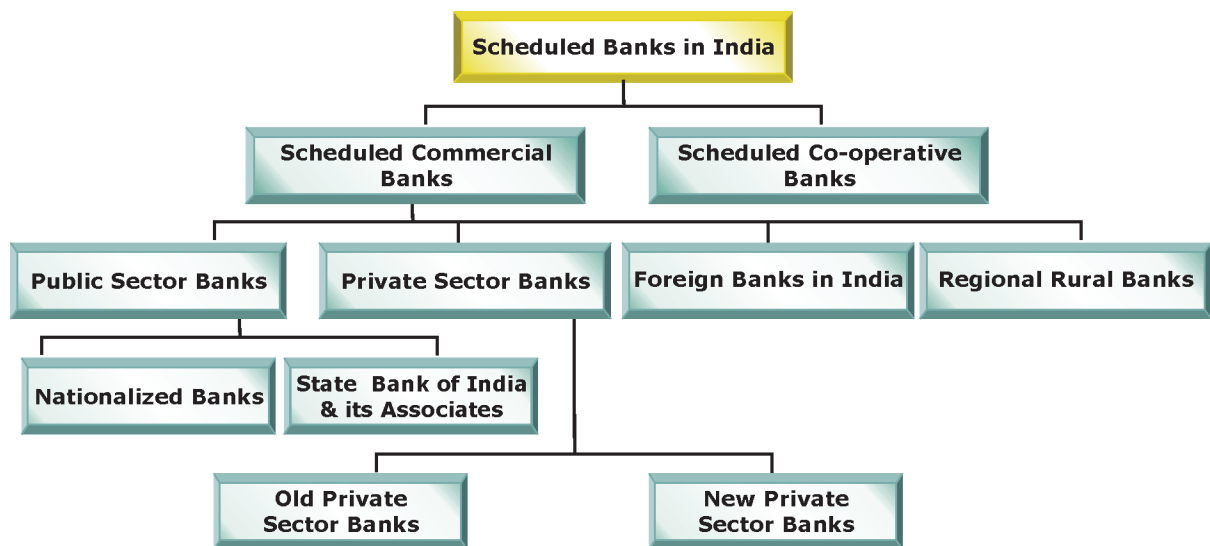 Scheduled Banks in India
Scheduled Commercial
Banks
Scheduled Co-operative
Banks
Public Sector Banks
Private Sector Banks
Foreign Banks in India
Regional Rural Banks
Nationalized Banks
State Bank of India
& its Associates
Old Private
Sector Banks
New Private
Sector Banks